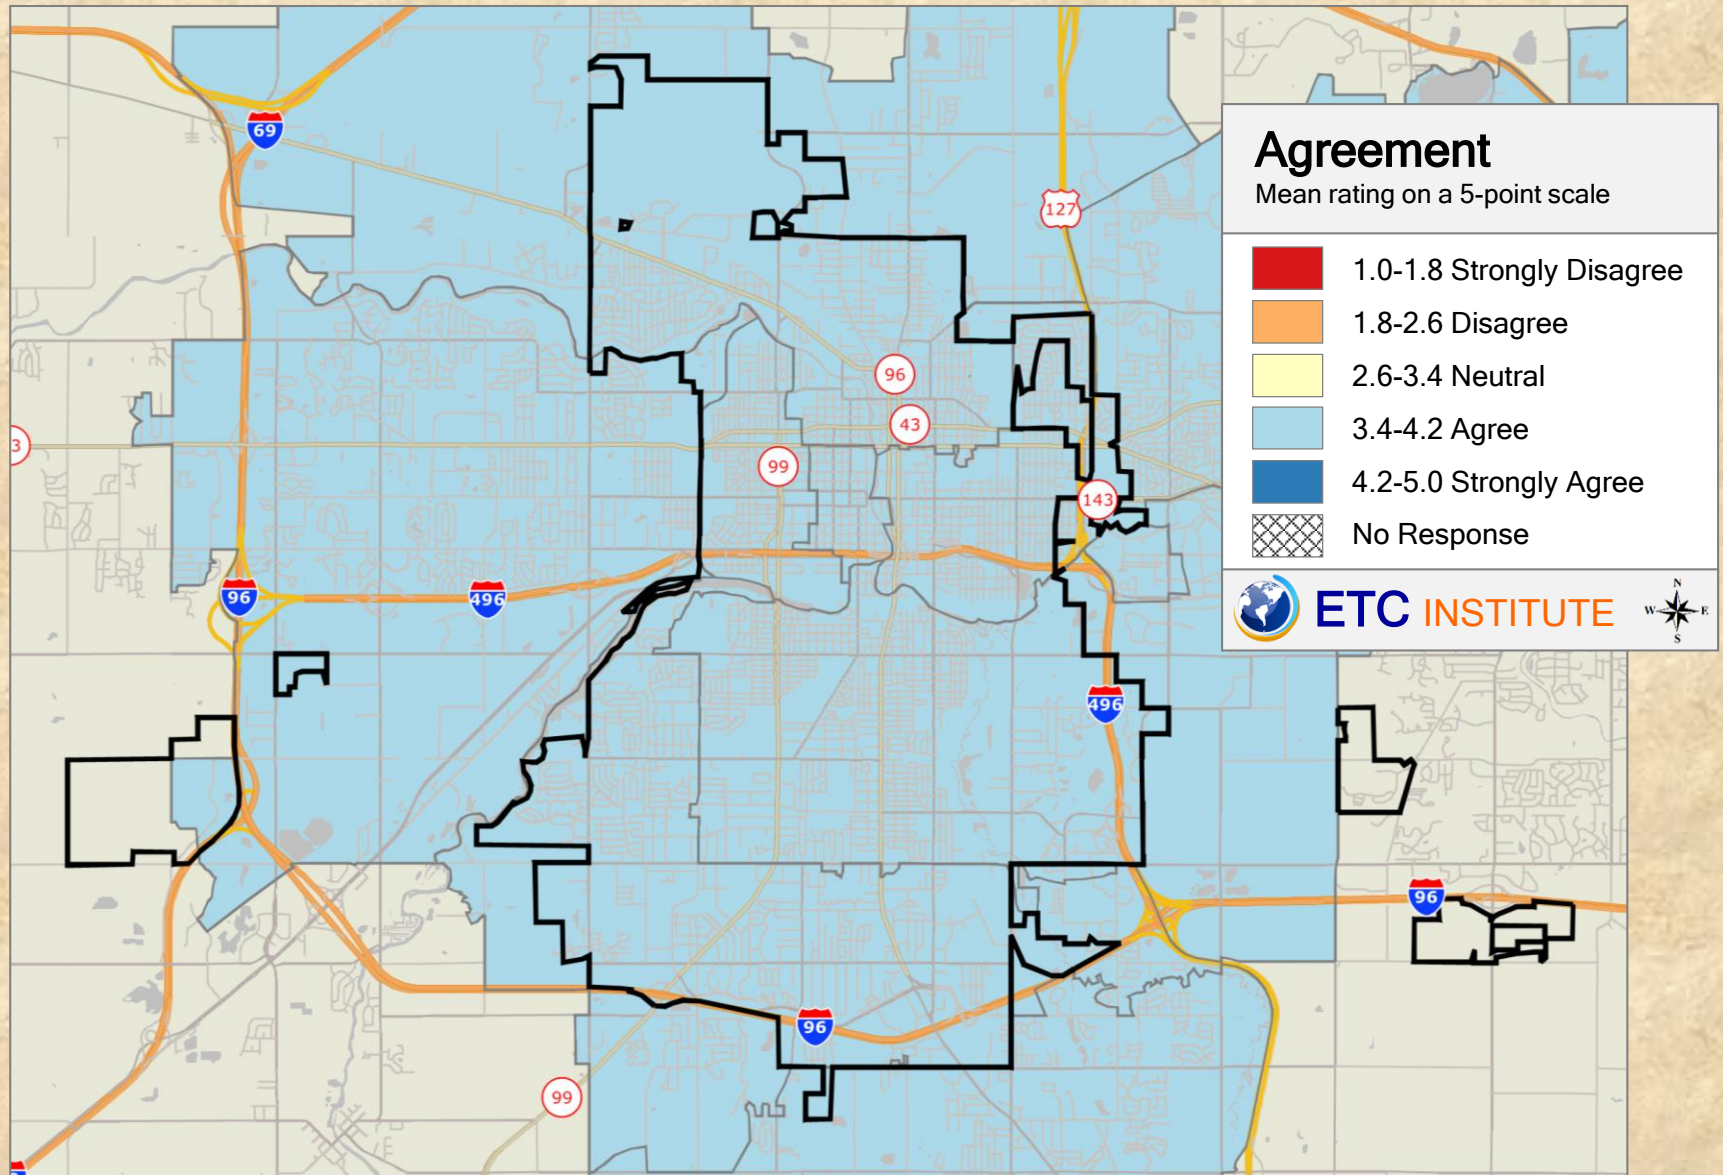 69
127
Agreement
Mean rating on a 5-point scale
1.0-1.8 Strongly Disagree
1.8-2.6 Disagree
2.6-3.4 Neutral
3.4-4.2 Agree
4.2-5.0 Strongly Agree
No Response
ETC INSTITUTE
N
W E
S
96
43
3
99
143
96
496
496
96
96
99